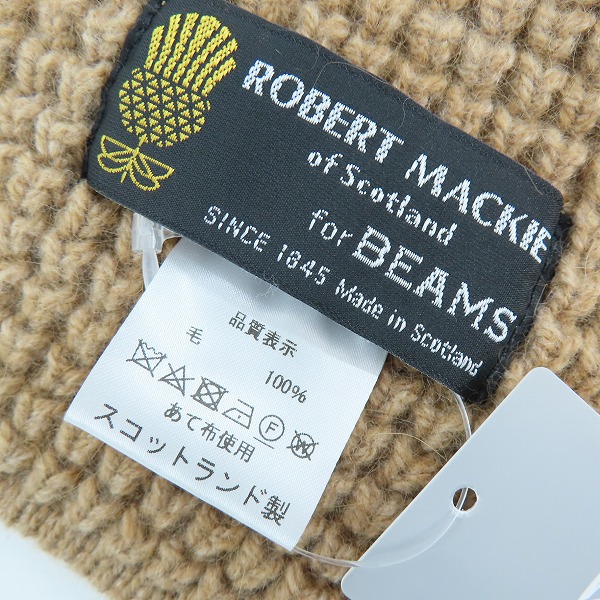 ROBERT MACKIE
of Scotland
for BEAMS
SINCE 1845 Made in Scotland
品質表示
毛 100%
F W
あて布使用
スコットランド製